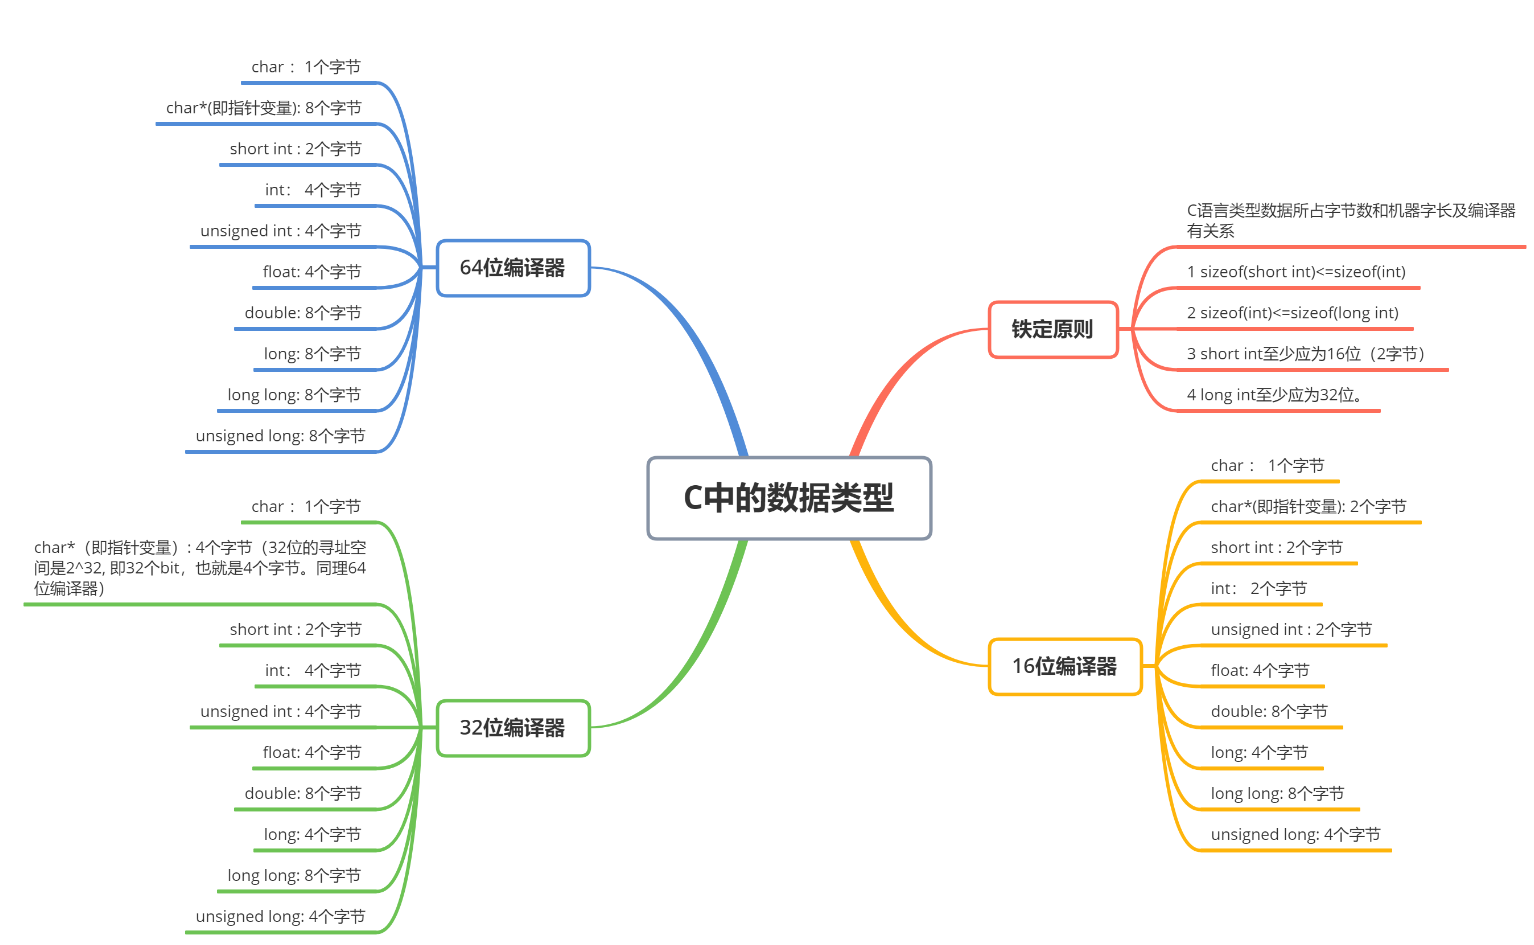 C中的数据类型
铁定原则
C语言类型数据所占字节数和机器字长及编译器
有关系
1 sizeof(short int)<=sizeof(int)
2 sizeof(int)<=sizeof(long int)
3 short int至少应为16位（2字节）
4 long int至少应为32位。
16位编译器
char： 1个字节
char*(即指针变量): 2个字节
short int : 2个字节
int： 2个字节
unsigned int : 2个字节
float: 4个字节
double: 8个字节
long: 4个字节
long long: 8个字节
unsigned long: 4个字节
32位编译器
char：1个字节
char*（即指针变量）: 4个字节（32位的寻址空
间是2^32, 即32个bit，也就是4个字节。同理64
位编译器）
short int : 2个字节
int： 4个字节
unsigned int : 4个字节
float: 4个字节
double: 8个字节
long: 4个字节
long long: 8个字节
unsigned long: 4个字节
64位编译器
char：1个字节
char*(即指针变量): 8个字节
short int : 2个字节
int： 4个字节
unsigned int : 4个字节
float: 4个字节
double: 8个字节
long: 8个字节
long long: 8个字节
unsigned long: 8个字节